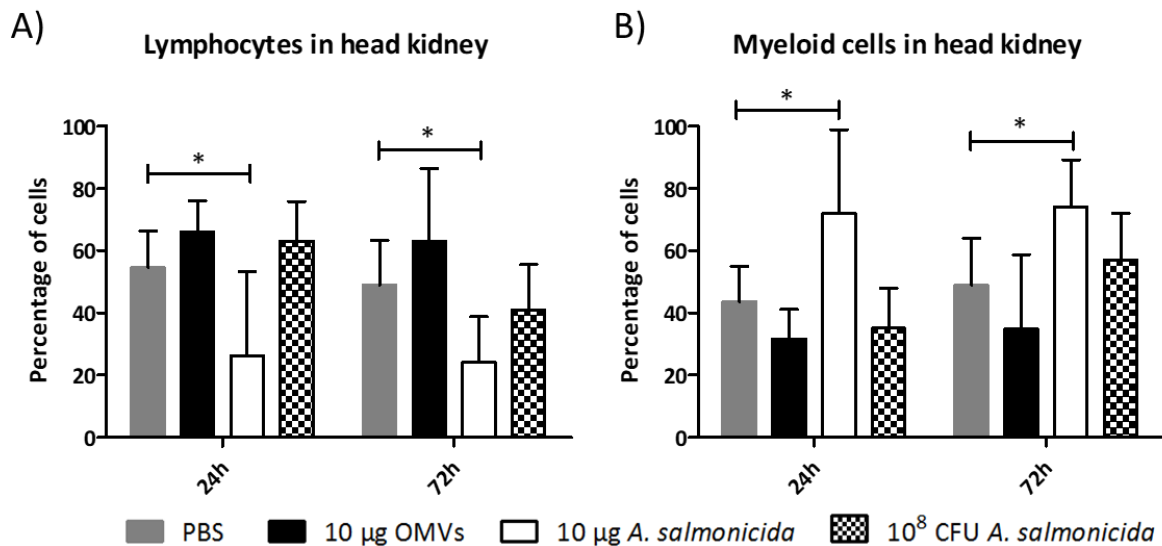 A)
Lymphocytes in head kidney
Percentage of cells
100
80
60
40
20
0
*
*
24h
72h
B)
Myeloid cells in head kidney
Percentage of cells
100
80
60
40
20
0
*
*
24h
72h
PBS
10 µg OMVs
10 µg A. salmonicida
10⁸ CFU A. salmonicida